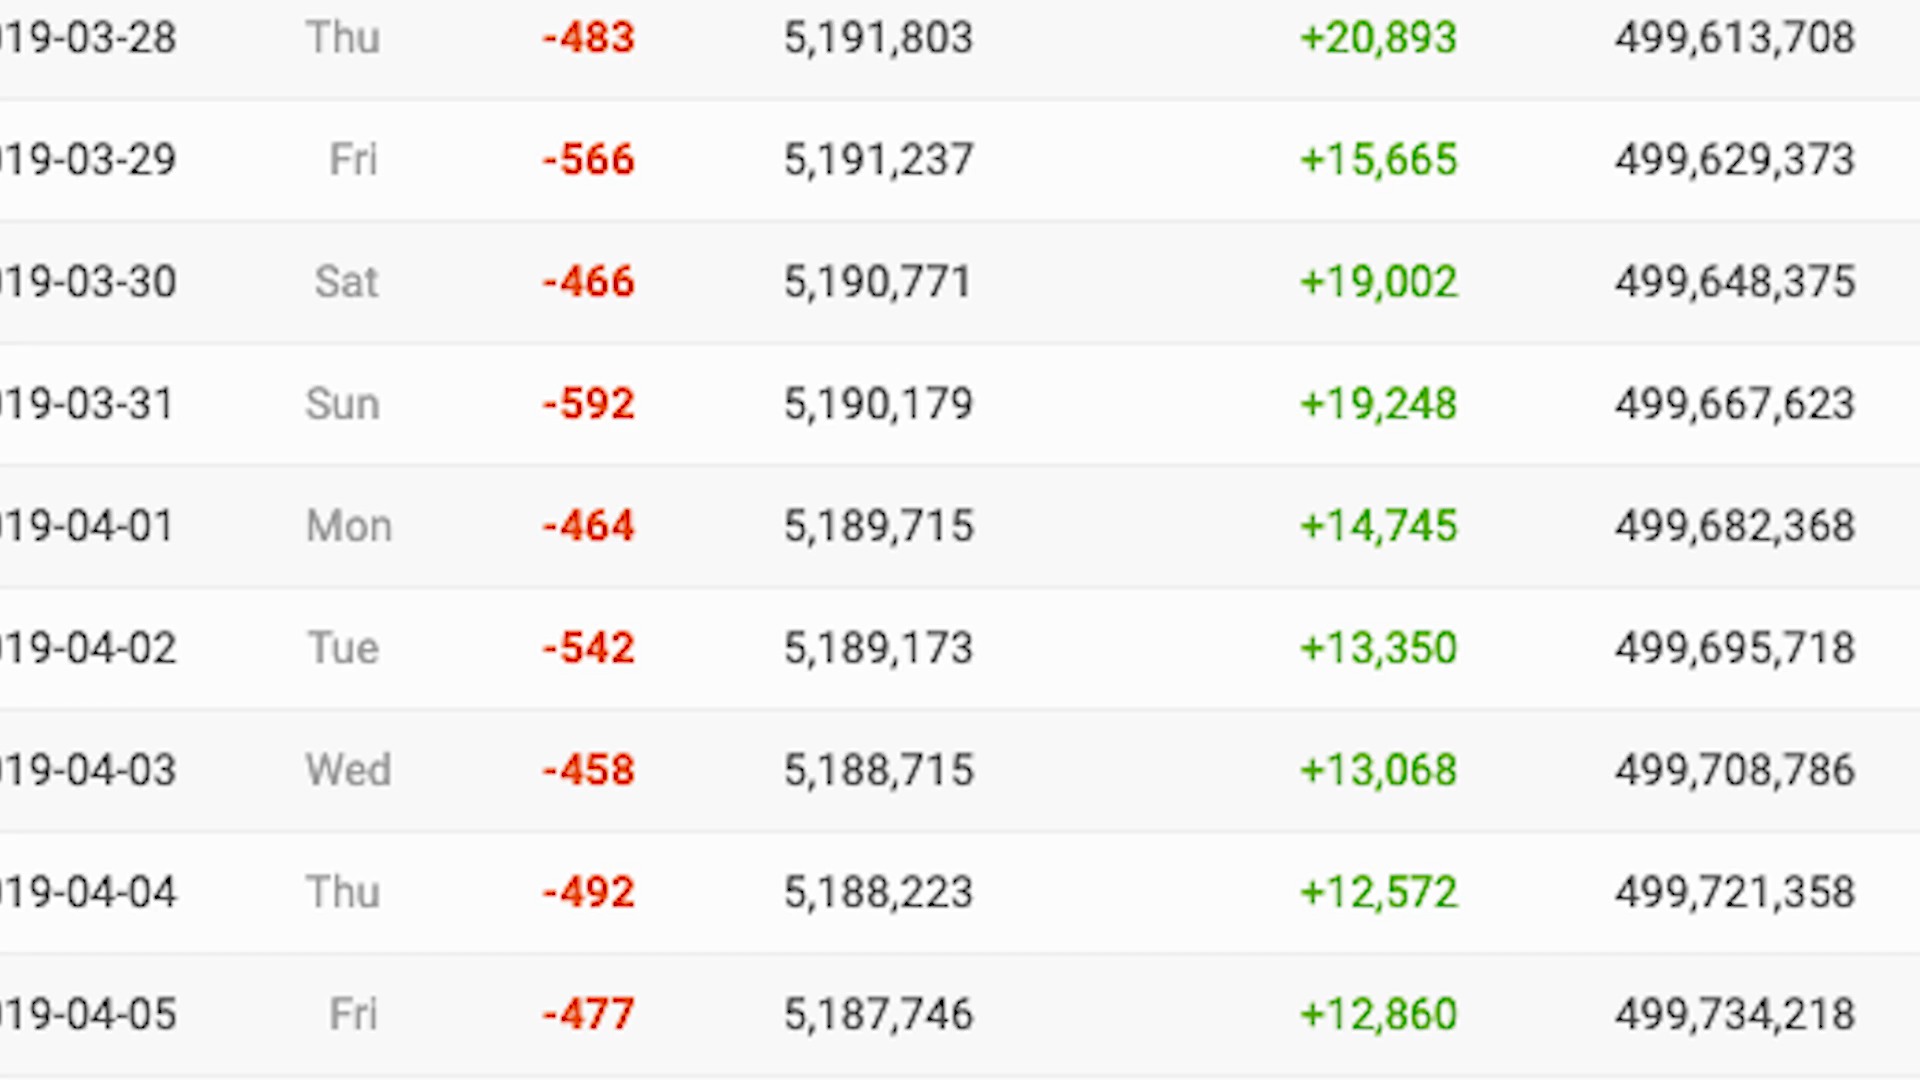 19-03-28 Thu -483 5,191,803 +20,893 499,613,708
19-03-29 Fri -566 5,191,237 +15,665 499,629,373
19-03-30 Sat -466 5,190,771 +19,002 499,648,375
19-03-31 Sun -592 5,190,179 +19,248 499,667,623
19-04-01 Mon -464 5,189,715 +14,745 499,682,368
19-04-02 Tue -542 5,189,173 +13,350 499,695,718
19-04-03 Wed -458 5,188,715 +13,068 499,708,786
19-04-04 Thu -492 5,188,223 +12,572 499,721,358
19-04-05 Fri -477 5,187,746 +12,860 499,734,218